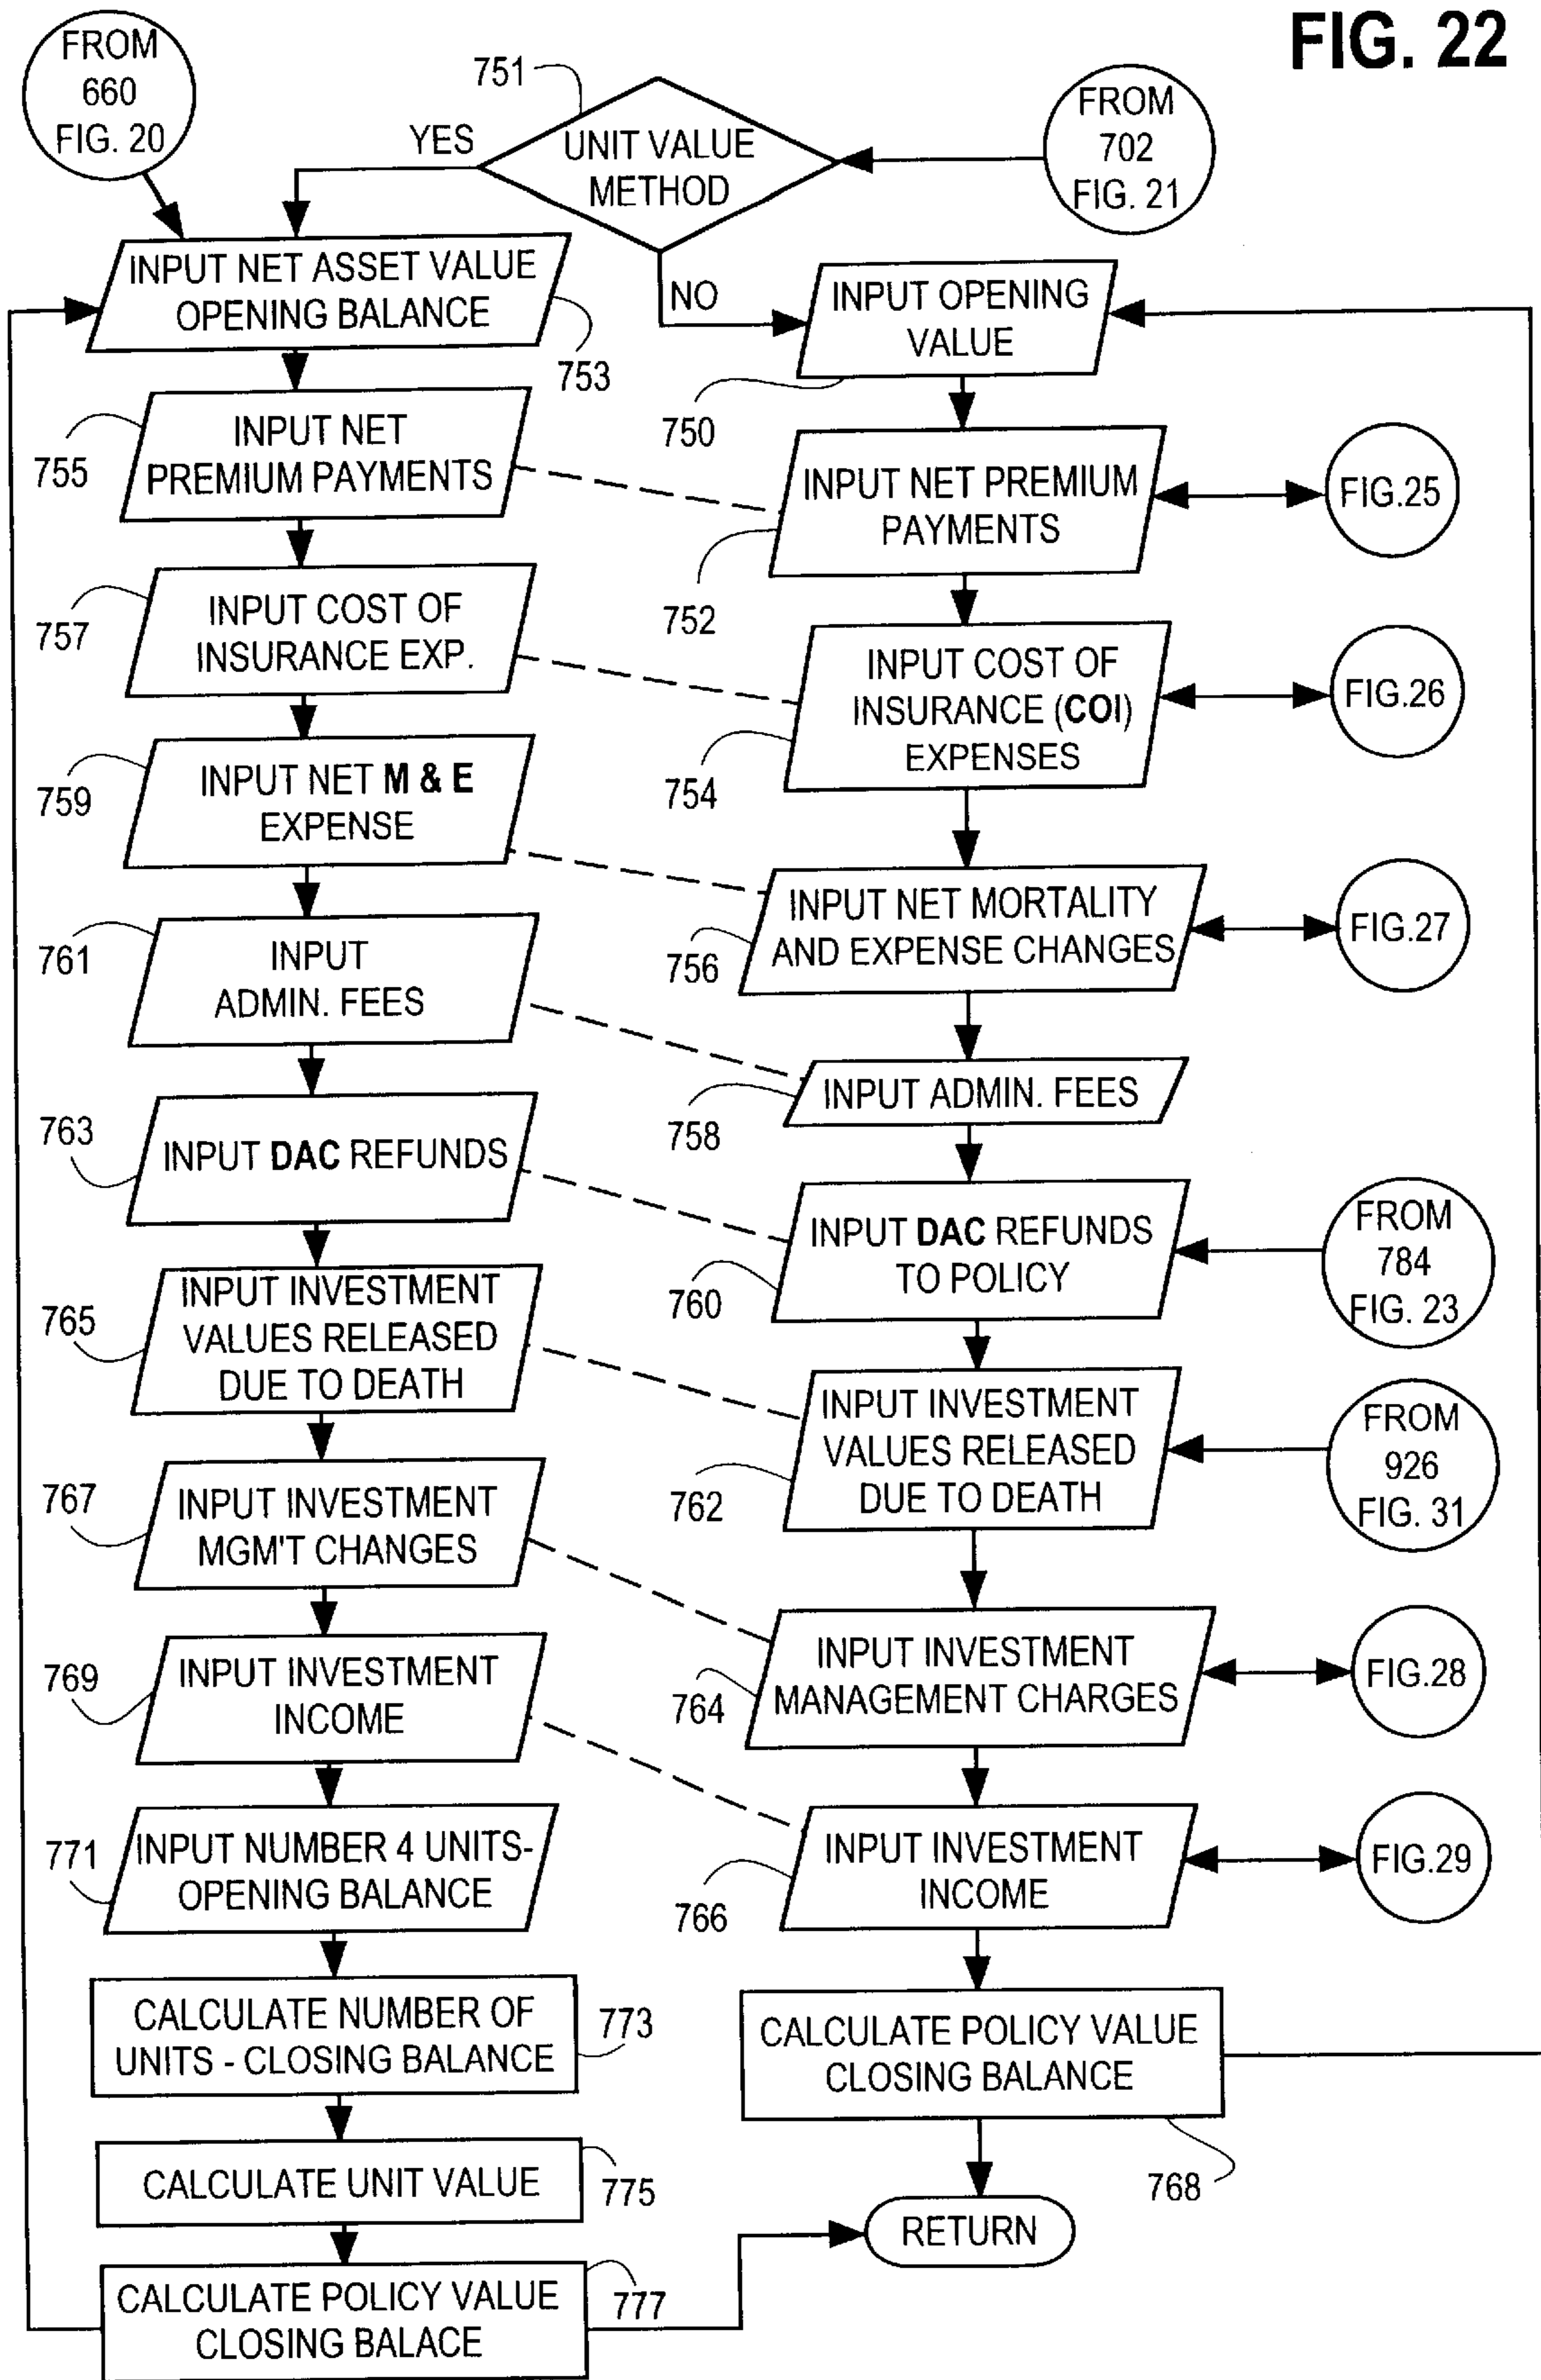 FIG. 22
FROM
660
FIG. 20
751
YES
UNIT VALUE
METHOD
FROM
702
FIG. 21
INPUT NET ASSET VALUE
OPENING BALANCE
753
NO
INPUT OPENING
VALUE
750
755
INPUT NET
PREMIUM PAYMENTS
INPUT NET PREMIUM
PAYMENTS
752
FIG.25
757
INPUT COST OF
INSURANCE EXP.
INPUT COST OF
INSURANCE (COI)
EXPENSES
754
FIG.26
759
INPUT NET M & E
EXPENSE
INPUT NET MORTALITY
AND EXPENSE CHANGES
756
FIG.27
761
INPUT
ADMIN. FEES
INPUT ADMIN. FEES
758
763
INPUT DAC REFUNDS
INPUT DAC REFUNDS
TO POLICY
760
FROM
784
FIG. 23
765
INPUT INVESTMENT
VALUES RELEASED
DUE TO DEATH
INPUT INVESTMENT
VALUES RELEASED
DUE TO DEATH
762
FROM
926
FIG. 31
767
INPUT INVESTMENT
MGM'T CHANGES
INPUT INVESTMENT
MANAGEMENT CHARGES
764
FIG.28
769
INPUT INVESTMENT
INCOME
INPUT INVESTMENT
INCOME
766
FIG.29
771
INPUT NUMBER 4 UNITS-
OPENING BALANCE
CALCULATE NUMBER OF
UNITS - CLOSING BALANCE
773
CALCULATE POLICY VALUE
CLOSING BALANCE
768
CALCULATE UNIT VALUE
775
RETURN
CALCULATE POLICY VALUE
CLOSING BALACE
777